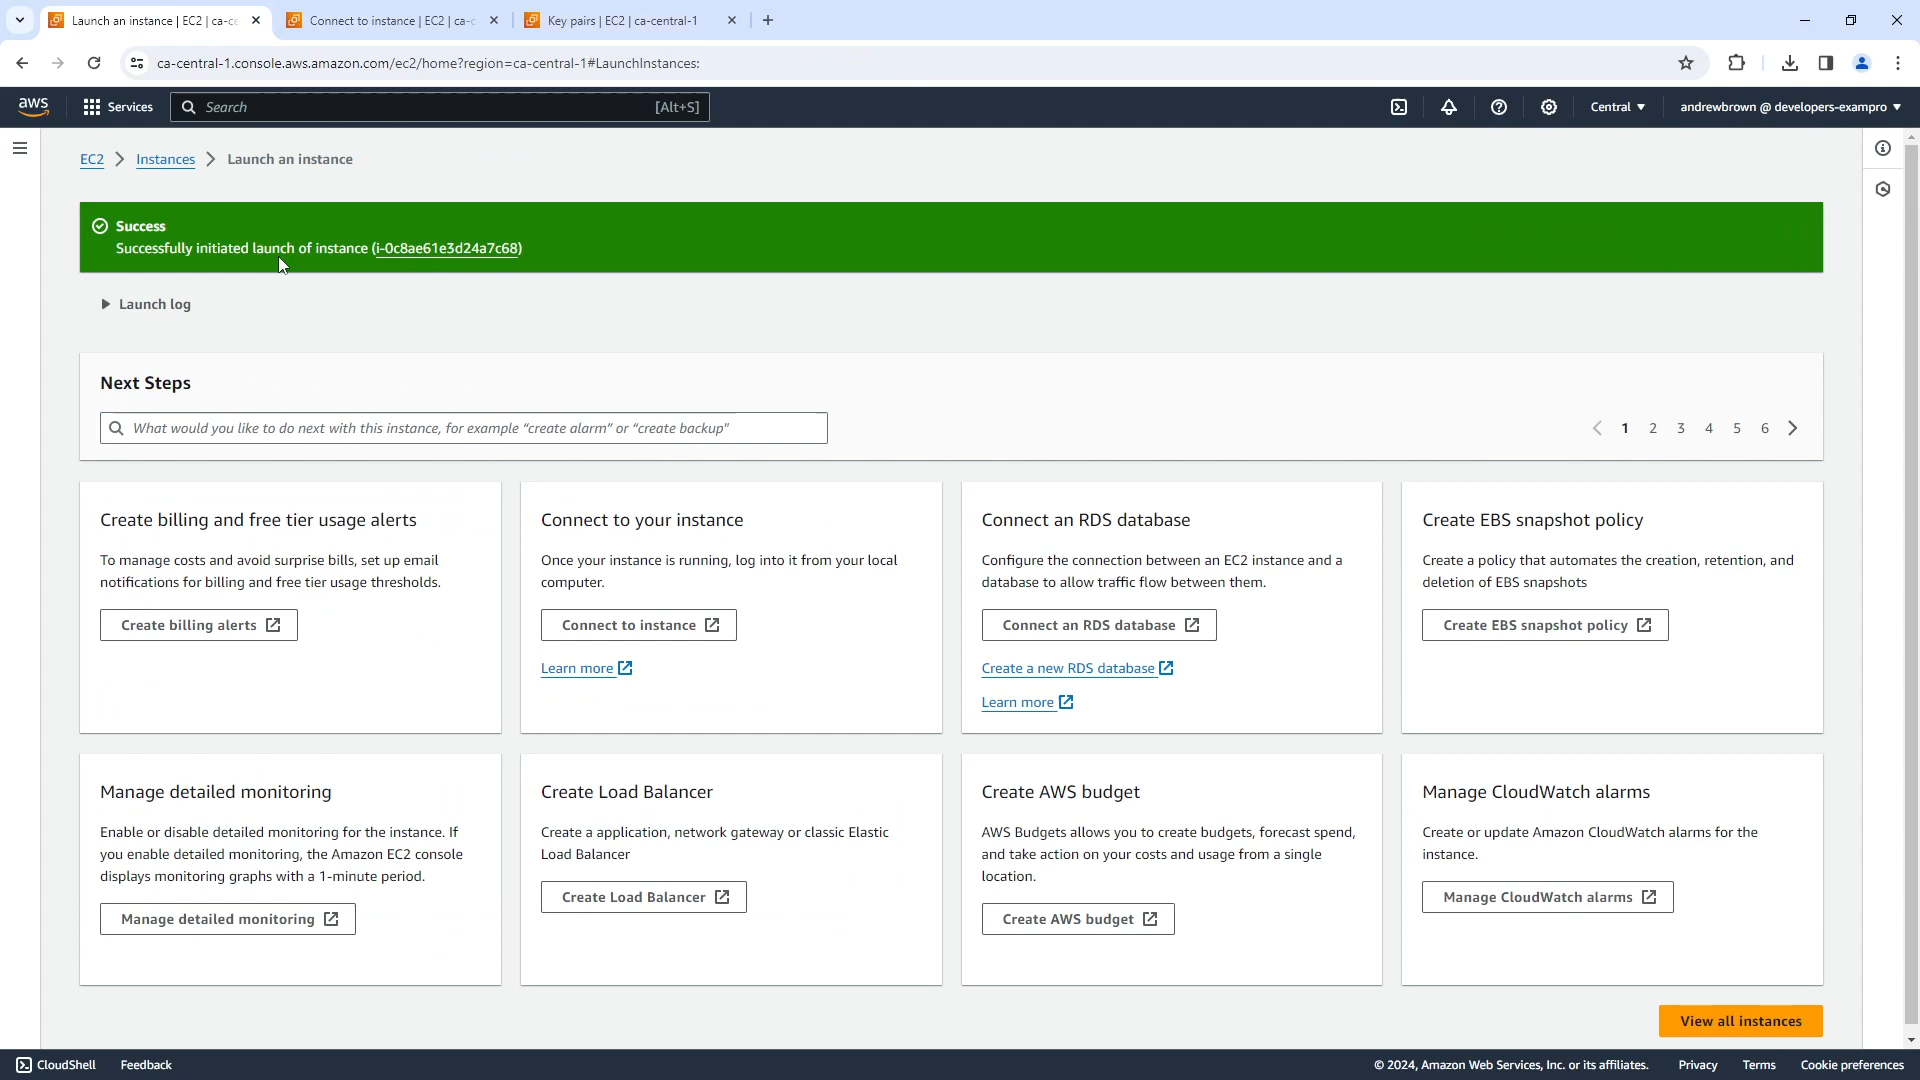 Launch an instance | EC2 | ca-ce
Connect to instance | EC2 | ca-c
Key pairs | EC2 | ca-central-1
ca-central-1.console.aws.amazon.com/ec2/home?region=ca-central-1#LaunchInstances:
aws
Services
Search
[Alt+S]
Central
andrewbrown @ developers-exampro
EC2
Instances
Launch an instance
Success
Successfully initiated launch of instance (i-0c8ae61e3d24a7c68)
Launch log
Next Steps
What would you like to do next with this instance, for example “create alarm” or “create backup”
1 2 3 4 5 6
Create billing and free tier usage alerts
To manage costs and avoid surprise bills, set up email
notifications for billing and free tier usage thresholds.
Create billing alerts
Connect to your instance
Once your instance is running, log into it from your local
computer.
Connect to instance
Learn more
Connect an RDS database
Configure the connection between an EC2 instance and a
database to allow traffic flow between them.
Connect an RDS database
Create a new RDS database
Learn more
Create EBS snapshot policy
Create a policy that automates the creation, retention, and
deletion of EBS snapshots
Create EBS snapshot policy
Manage detailed monitoring
Enable or disable detailed monitoring for the instance. If
you enable detailed monitoring, the Amazon EC2 console
displays monitoring graphs with a 1-minute period.
Manage detailed monitoring
Create Load Balancer
Create a application, network gateway or classic Elastic
Load Balancer
Create Load Balancer
Create AWS budget
AWS Budgets allows you to create budgets, forecast spend,
and take action on your costs and usage from a single
location.
Create AWS budget
Manage CloudWatch alarms
Create or update Amazon CloudWatch alarms for the
instance.
Manage CloudWatch alarms
View all instances
CloudShell
Feedback
© 2024, Amazon Web Services, Inc. or its affiliates.
Privacy
Terms
Cookie preferences